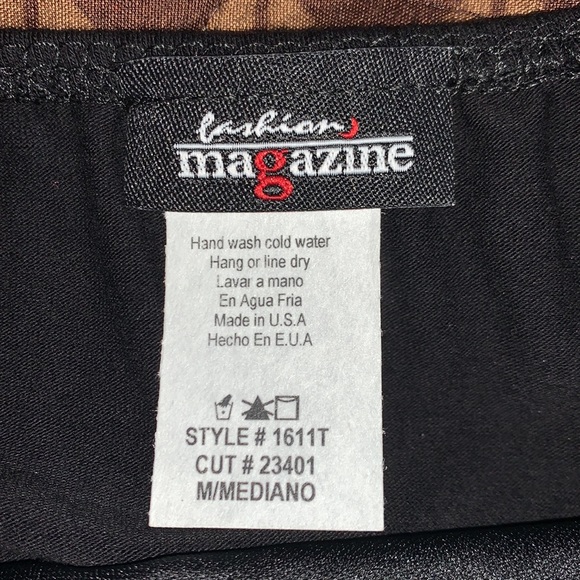 fashion
magazine
Hand wash cold water
Hang or line dry
Lavar a mano
En Agua Fria
Made in U.S.A
Hecho En E.U.A
STYLE # 1611T
CUT # 23401
M/MEDIANO